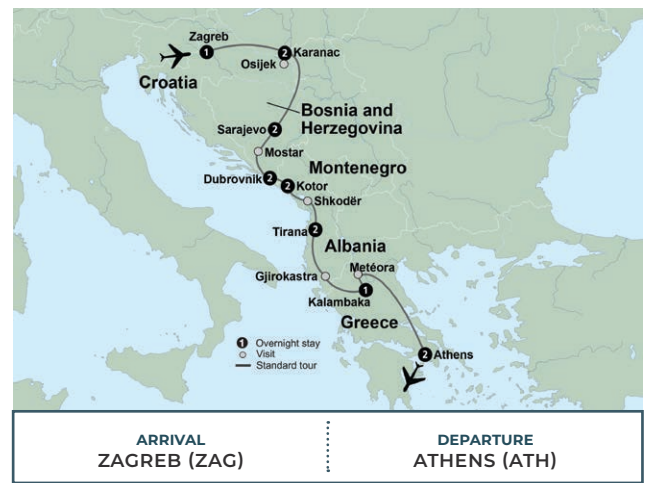 Zagreb
1
2 Karanac
Osijek
Croatia
Bosnia and
Herzegovina
Sarajevo 2
Mostar
Montenegro
Dubrovnik 2
2 Kotor
Shkodër
Tirana 2
Albania
Metéora
Gjirokastra
1
Kalambaka
Greece
1 Overnight stay
Visit
Standard tour
2 Athens
ARRIVAL
ZAGREB (ZAG)
DEPARTURE
ATHENS (ATH)